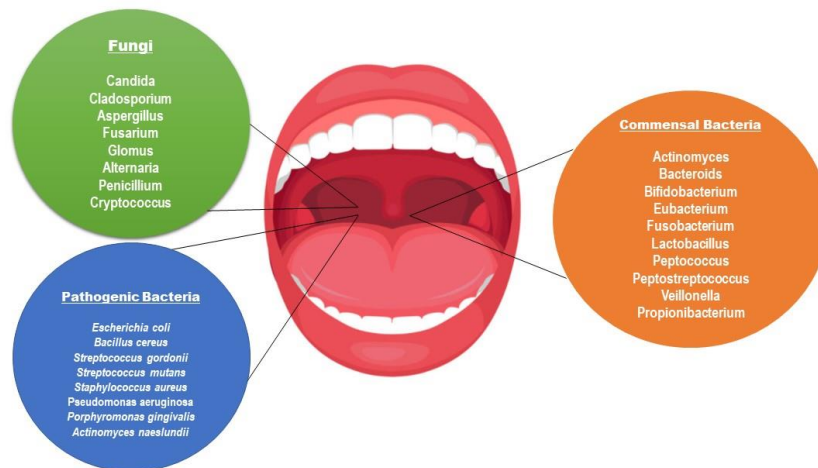 Fungi
Candida
Cladosporium
Aspergillus
Fusarium
Glomus
Alternaria
Penicillium
Cryptococcus
Pathogenic Bacteria
Escherichia coli
Bacillus cereus
Streptococcus gordonii
Streptococcus mutans
Staphylococcus aureus
Pseudomonas aeruginosa
Porphyromonas gingivalis
Actinomyces naeslundii
Commensal Bacteria
Actinomyces
Bacteroids
Bifidobacterium
Eubacterium
Fusobacterium
Lactobacillus
Peptococcus
Peptostreptococcus
Veillonella
Propionibacterium